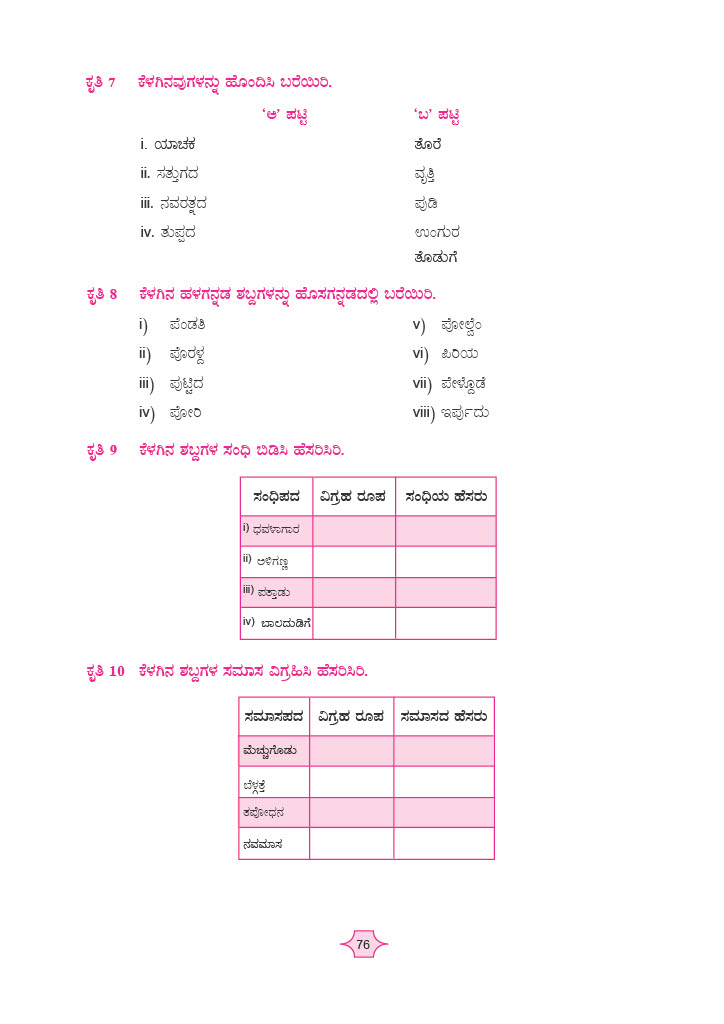 ಕೃತಿ 7 ಕೆಳಗಿನವುಗಳನ್ನು ಹೊಂದಿಸಿ ಬರೆಯಿರಿ.
‘ಅ’ ಪಟ್ಟಿ ‘ಬ’ ಪಟ್ಟಿ
i. ಯಾಚಕ ತೊರೆ
ii. ಸತ್ತುಗದ ವೃತ್ತಿ
iii. ನವರತ್ನದ ಪುಡಿ
iv. ತುಪ್ಪದ ಉಂಗುರ
ತೊಡುಗೆ
ಕೃತಿ 8 ಕೆಳಗಿನ ಹಳಗನ್ನಡ ಶಬ್ದಗಳನ್ನು ಹೊಸಗನ್ನಡದಲ್ಲಿ ಬರೆಯಿರಿ.
i) ಪೆಂಡತಿ v) ಪೋಲ್ವೆಂ
ii) ಪೊರಳ್ದ vi) ಪಿರಿಯ
iii) ಪುಟ್ಟಿದ vii) ಪೇಳ್ದೊಡೆ
iv) ಪೋರಿ viii) ಇರ್ಪುದು
ಕೃತಿ 9 ಕೆಳಗಿನ ಶಬ್ದಗಳ ಸಂಧಿ ಬಿಡಿಸಿ ಹೆಸರಿಸಿರಿ.
ಸಂಧಿಪದ ವಿಗ್ರಹ ರೂಪ ಸಂಧಿಯ ಹೆಸರು
i) ಧವಳಾಗಾರ
ii) ಅಳಿಗಣ್ಣ
iii) ಪತ್ತಾಡು
iv) ಬಾಲದುಡಿಗೆ
ಕೃತಿ 10 ಕೆಳಗಿನ ಶಬ್ದಗಳ ಸಮಾಸ ವಿಗ್ರಹಿಸಿ ಹೆಸರಿಸಿರಿ.
ಸಮಾಸಪದ ವಿಗ್ರಹ ರೂಪ ಸಮಾಸದ ಹೆಸರು
ಮೆಚ್ಚುಗೊಡು
ಬೆಳ್ಗತ್ತೆ
ತಪೋಧನ
ನವಮಾಸ
76